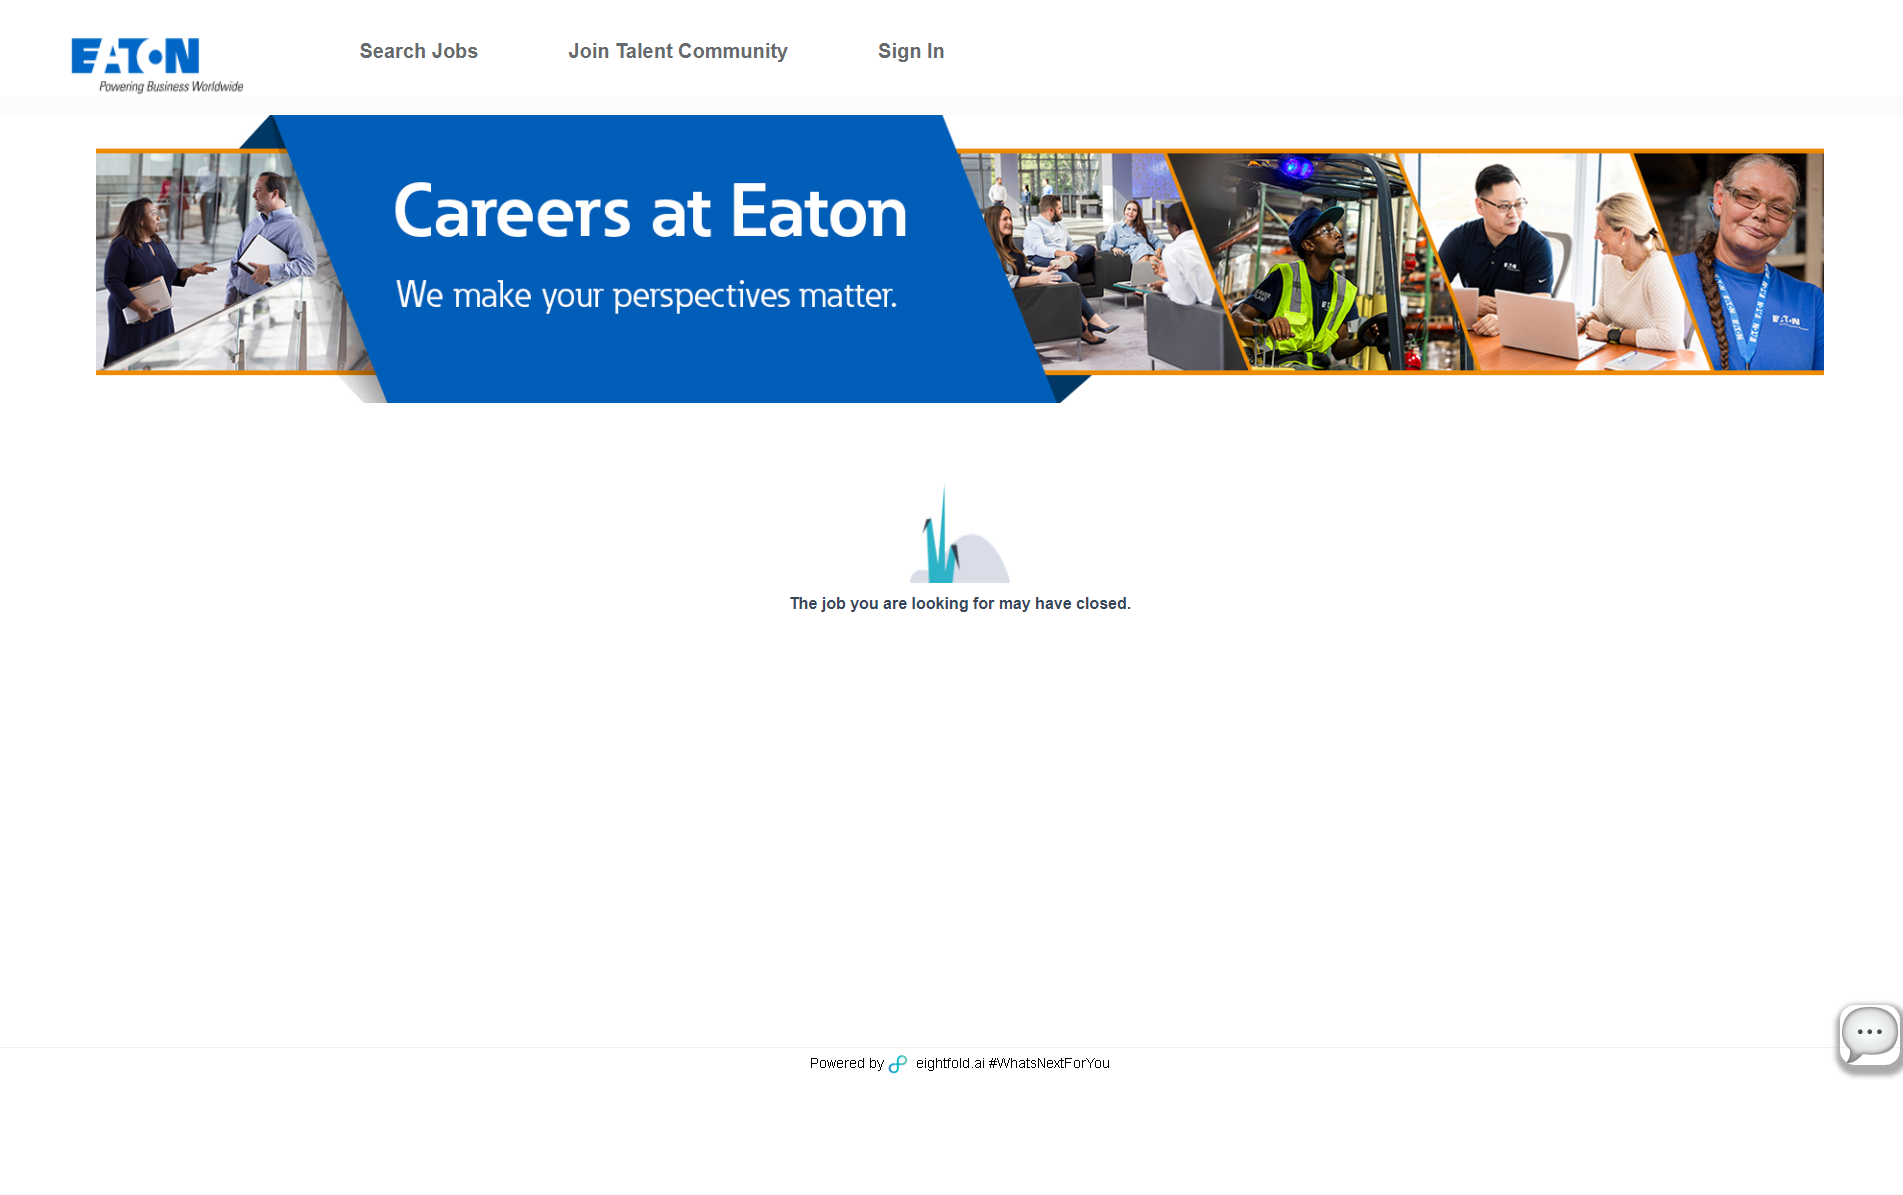 EATON
Powering Business Worldwide
Search Jobs
Join Talent Community
Sign In
Careers at Eaton
We make your perspectives matter.
The job you are looking for may have closed.
Powered by eightfold.ai #WhatsNextForYou